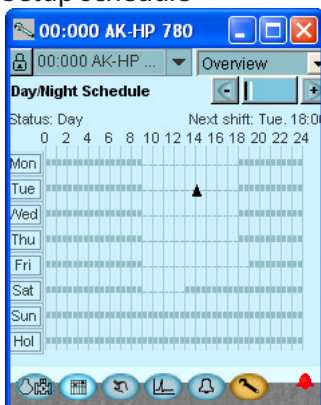 Setup schedule
00:000 AK-HP 780
00:000 AK-HP ... Overview
Day/Night Schedule - +
Status: Day Next shift: Tue. 18:00
0 2 4 6 8 10 12 14 16 18 20 22 24
Mon
Tue
Wed
Thu
Fri
Sat
Sun
Hol